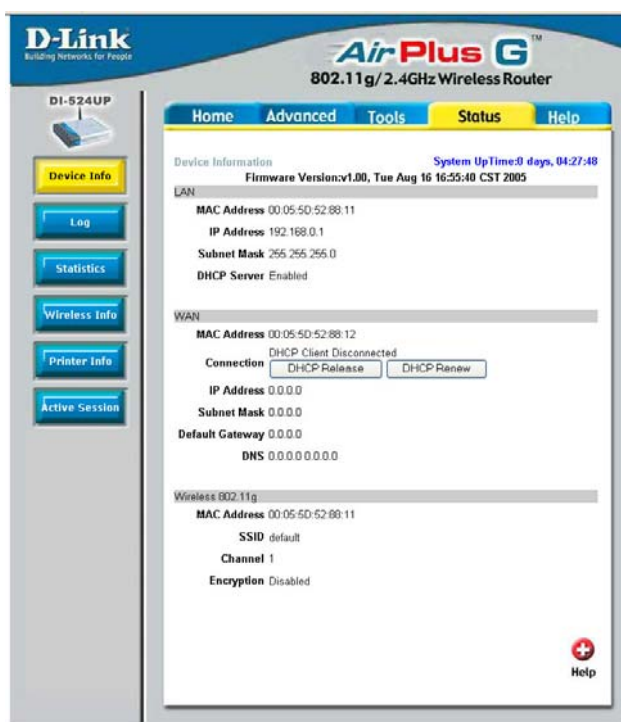 D-Link
Building Networks for People
Air Plus G™
802.11g/2.4GHz Wireless Router
DI-524UP
Home Advanced Tools Status Help
Device Info
Log
Statistics
Wireless Info
Printer Info
Active Session
Device Information System UpTime:0 days, 04:27:48
Firmware Version:v1.00, Tue Aug 16 16:55:40 CST 2005
LAN
MAC Address 00:05:5D:52:88:11
IP Address 192.168.0.1
Subnet Mask 255.255.255.0
DHCP Server Enabled
WAN
MAC Address 00:05:5D:52:88:12
DHCP Client Disconnected
Connection DHCP Release DHCP Renew
IP Address 0.0.0.0
Subnet Mask 0.0.0.0
Default Gateway 0.0.0.0
DNS 0.0.0.0 0.0.0.0
Wireless 802.11g
MAC Address 00:05:5D:52:88:11
SSID default
Channel 1
Encryption Disabled
Help